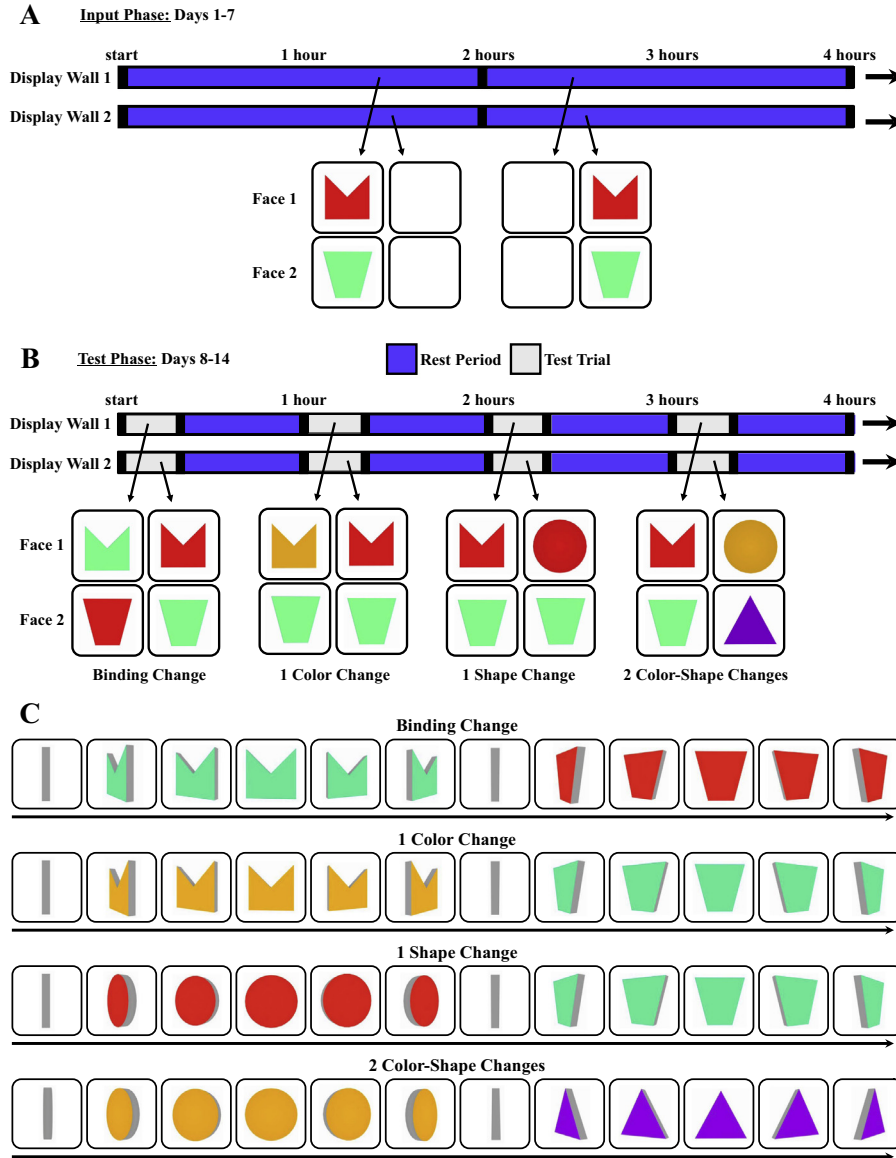 A
Input Phase: Days 1-7
start 1 hour 2 hours 3 hours 4 hours
Display Wall 1
Display Wall 2
Face 1
Face 2
B
Test Phase: Days 8-14
Rest Period Test Trial
start 1 hour 2 hours 3 hours 4 hours
Display Wall 1
Display Wall 2
Face 1
Face 2
Binding Change 1 Color Change 1 Shape Change 2 Color-Shape Changes
C
Binding Change
1 Color Change
1 Shape Change
2 Color-Shape Changes